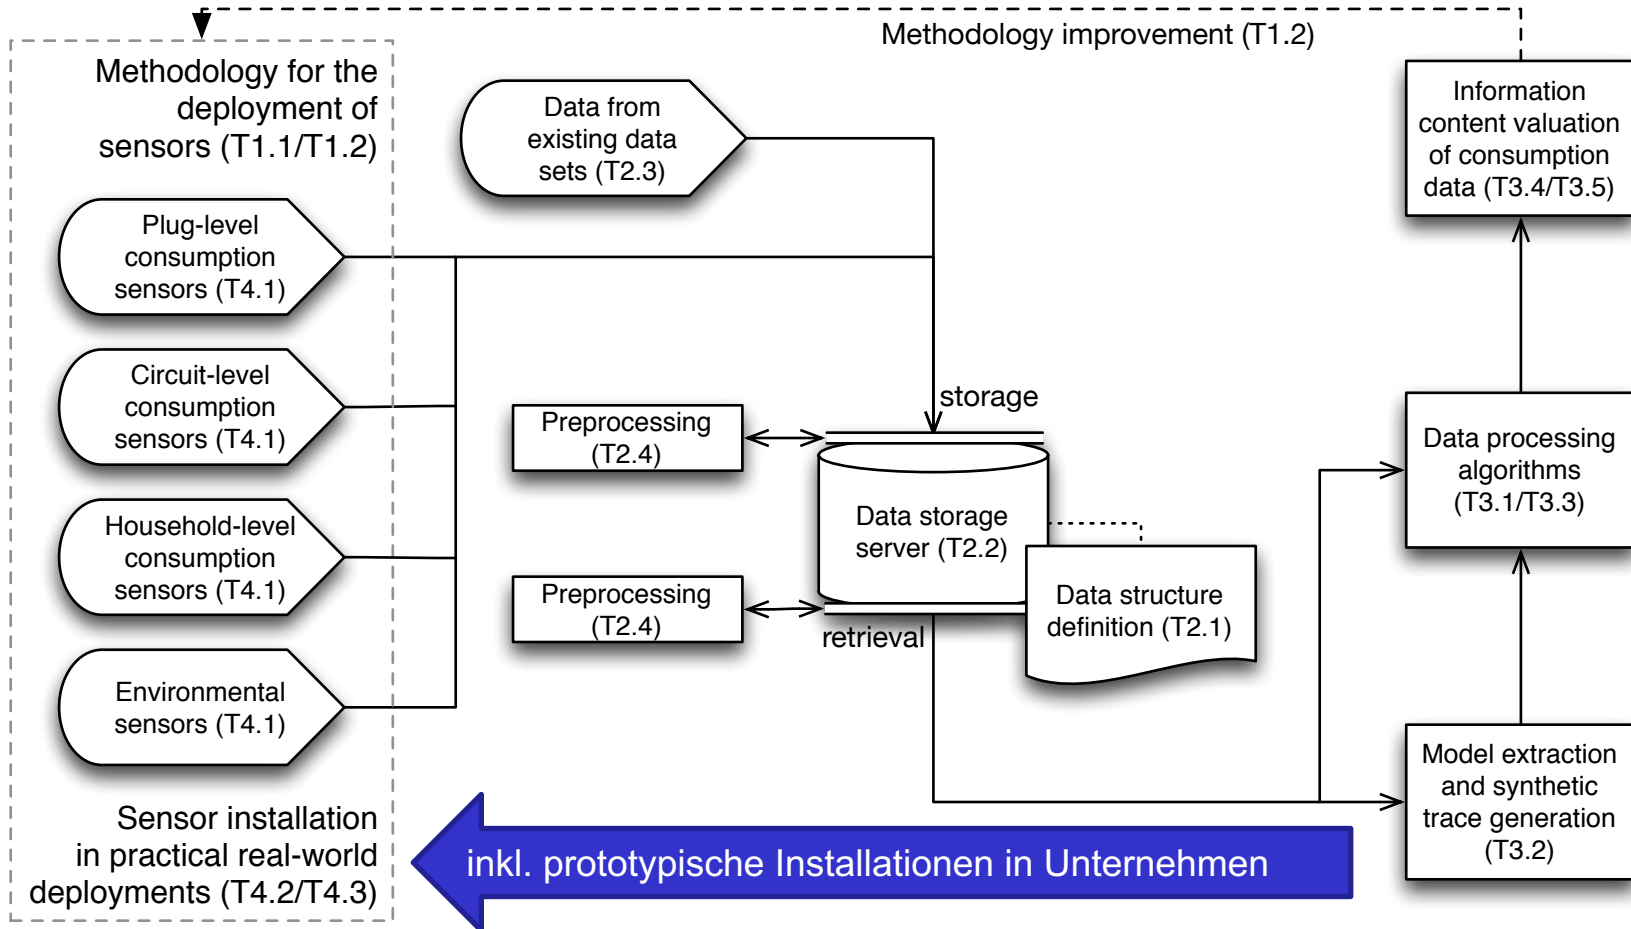 Methodology improvement (T1.2)
Methodology for the
deployment of
sensors (T1.1/T1.2)
Plug-level
consumption
sensors (T4.1)
Circuit-level
consumption
sensors (T4.1)
Household-level
consumption
sensors (T4.1)
Environmental
sensors (T4.1)
Sensor installation
in practical real-world
deployments (T4.2/T4.3)
Data from
existing data
sets (T2.3)
storage
Preprocessing
(T2.4)
Data storage
server (T2.2)
Preprocessing
(T2.4)
retrieval
Data structure
definition (T2.1)
Information
content valuation
of consumption
data (T3.4/T3.5)
Data processing
algorithms
(T3.1/T3.3)
Model extraction
and synthetic
trace generation
(T3.2)
inkl. prototypische Installationen in Unternehmen